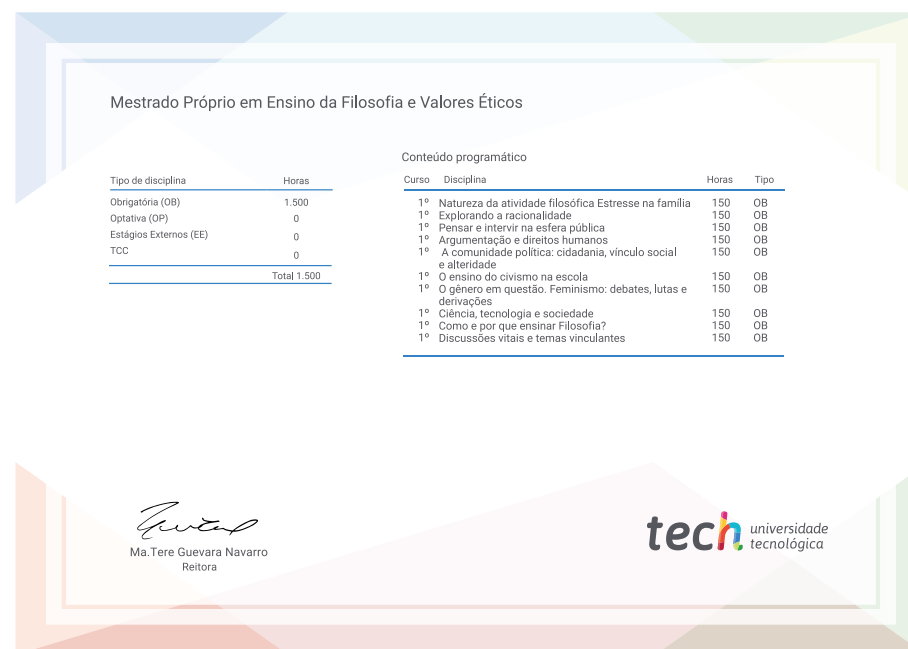 Mestrado Próprio em Ensino da Filosofia e Valores Éticos
Tipo de disciplina Horas
Obrigatória (OB) 1.500
Optativa (OP) 0
Estágios Externos (EE) 0
TCC 0
Total 1.500
Conteúdo programático
Curso Disciplina Horas Tipo
1º Natureza da atividade filosófica Estresse na família 150 OB
1º Explorando a racionalidade 150 OB
1º Pensar e intervir na esfera pública 150 OB
1º Argumentação e direitos humanos 150 OB
1º A comunidade política: cidadania, vínculo social 150 OB
e alteridade
1º O ensino do civismo na escola 150 OB
1º O gênero em questão. Feminismo: debates, lutas e 150 OB
derivações
1º Ciência, tecnologia e sociedade 150 OB
1º Como e por que ensinar Filosofia? 150 OB
1º Discussões vitais e temas vinculantes 150 OB
Ma.Tere Guevara Navarro
Reitora
tech universidade
tecnológica